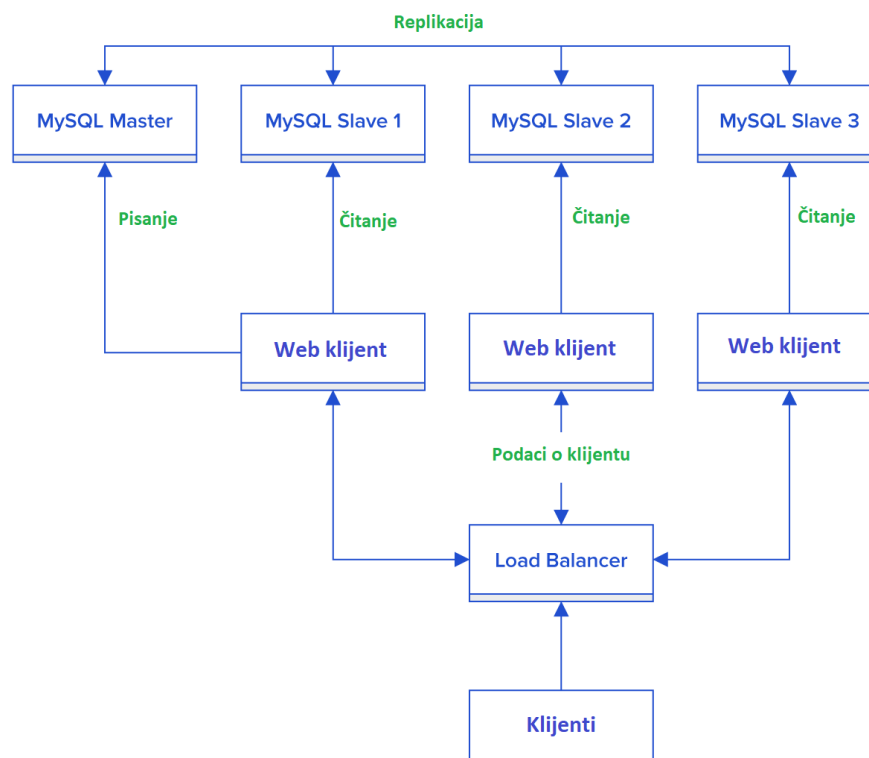 Replikacija
MySQL Master
MySQL Slave 1
MySQL Slave 2
MySQL Slave 3
Pisanje
Čitanje
Čitanje
Čitanje
Web klijent
Web klijent
Web klijent
Podaci o klijentu
Load Balancer
Klijenti